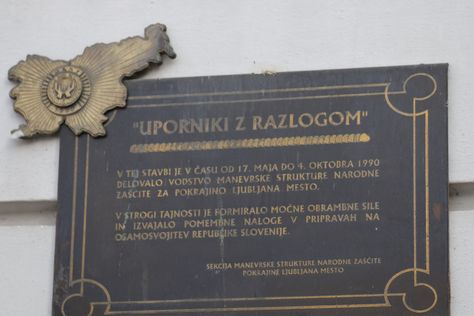 "UPORNIKI Z RAZLOGOM"
V TEJ STAVBI JE V ČASU OD 17. MAJA DO 4. OKTOBRA 1990
DELOVALO VODSTVO MANEVRSKE STRUKTURE NARODNE
ZAŠČITE ZA POKRAJINO LJUBLJANA MESTO.
V STROGI TAJNOSTI JE FORMIRALO MOČNE OBRAMBNE SILE
IN IZVAJALO POMEMBNE NALOGE V PRIPRAVAH NA
OSAMOSVOJITEV REPUBLIKE SLOVENIJE.
SEKCIJA MANEVRSKE STRUKTURE NARODNE ZAŠČITE
POKRAJINE LJUBLJANA MESTO